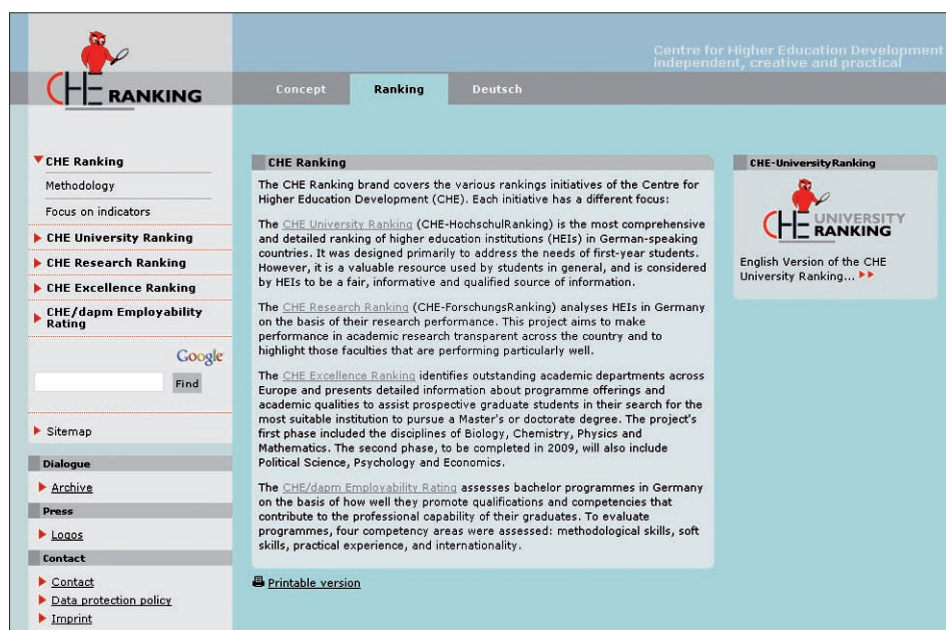 Centre for Higher Education Development
independent, creative and practical
CHE RANKING
Concept
Ranking
Deutsch
CHE Ranking
Methodology
Focus on indicators
CHE University Ranking
CHE Research Ranking
CHE Excellence Ranking
CHE/dapm Employability
Rating
Google
Find
Sitemap
Dialogue
Archive
Press
Logos
Contact
Contact
Data protection policy
Imprint
CHE Ranking
The CHE Ranking brand covers the various rankings initiatives of the Centre for
Higher Education Development (CHE). Each initiative has a different focus:
The CHE University Ranking (CHE-HochschulRanking) is the most comprehensive
and detailed ranking of higher education institutions (HEIs) in German-speaking
countries. It was designed primarily to address the needs of first-year students.
However, it is a valuable resource used by students in general, and is considered
by HEIs to be a fair, informative and qualified source of information.
The CHE Research Ranking (CHE-ForschungsRanking) analyses HEIs in Germany
on the basis of their research performance. This project aims to make
performance in academic research transparent across the country and to
highlight those faculties that are performing particularly well.
The CHE Excellence Ranking identifies outstanding academic departments across
Europe and presents detailed information about programme offerings and
academic qualities to assist prospective graduate students in their search for the
most suitable institution to pursue a Master's or doctorate degree. The project's
first phase included the disciplines of Biology, Chemistry, Physics and
Mathematics. The second phase, to be completed in 2009, will also include
Political Science, Psychology and Economics.
The CHE/dapm Employability Rating assesses bachelor programmes in Germany
on the basis of how well they promote qualifications and competencies that
contribute to the professional capability of their graduates. To evaluate
programmes, four competency areas were assessed: methodological skills, soft
skills, practical experience, and internationality.
Printable version
CHE-UniversityRanking
CHE UNIVERSITY
RANKING
English Version of the CHE
University Ranking...